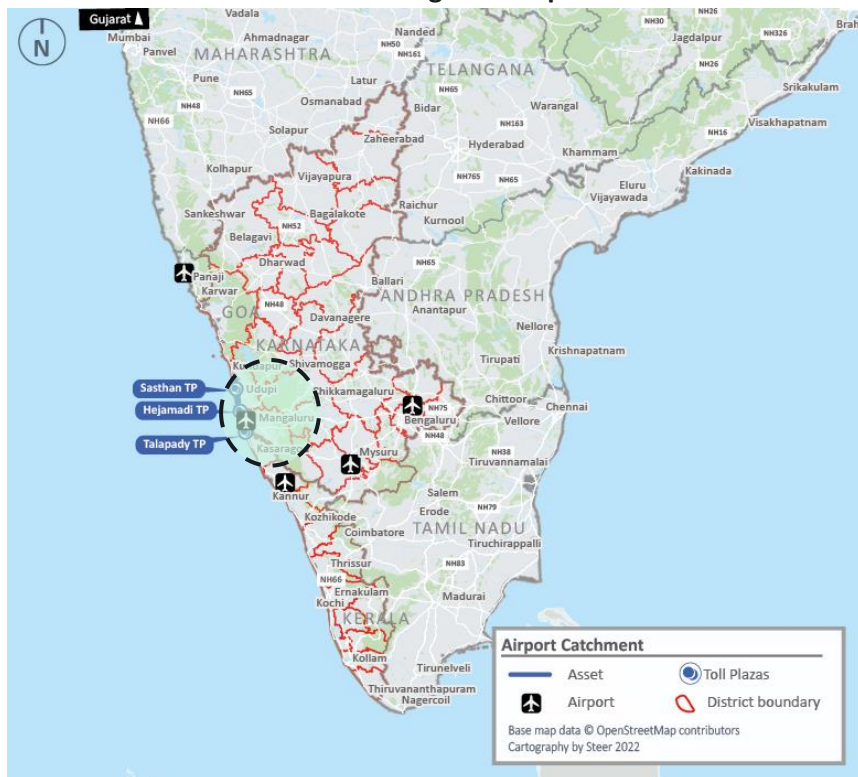 Gujarat
N
Mumbai
Vadala
Ahmadnagar
Nanded
NH30
NH26
NH326
Brah
Panvel
MAHARASHTRA
NH50
NH161
Jagdalpur
NH26
Pune
NH65
Latur
TELANGANA
Srikakulam
NH48
Osmanabad
Bidar
Warangal
NH66
Solapur
NH163
NH16
Visakhapatnam
Zaheerabad
Hyderabad
Khammam
Kolhapur
Vijayapura
NH765
NH65
Eluru
Kakinada
Sankeshwar
Bagalakote
Raichur
Vijayawada
Belagavi
NH52
Kurnool
Dharwad
NH65
Panaji
Ballari
Karwar
ANDHRA PRADESH
GOA
NH48
Davanagere
Anantapur
Nellore
KARNATAKA
Krishnapatnam
Shivamogga
Tirupati
Sasthan TP
Udupi
Chikkamagaluru
Chittoor
Hejamadi TP
Mangaluru
NH75
Chennai
Bengaluru
Vellore
Talapady TP
NH48
NH38
Mysuru
Tiruvannamalai
Kannur
Salem
NH79
Kozhikode
Erode
TAMIL NADU
Coimbatore
Tiruchirappalli
Thrissur
NH83
NH66
Ernakulam
Kochi
Madurai
KERALA
Kollam
Tirunelveli
Thiruvananthapuram
Nagercoil
Airport Catchment
Asset
Toll Plazas
Airport
District boundary
Base map data © OpenStreetMap contributors
Cartography by Steer 2022